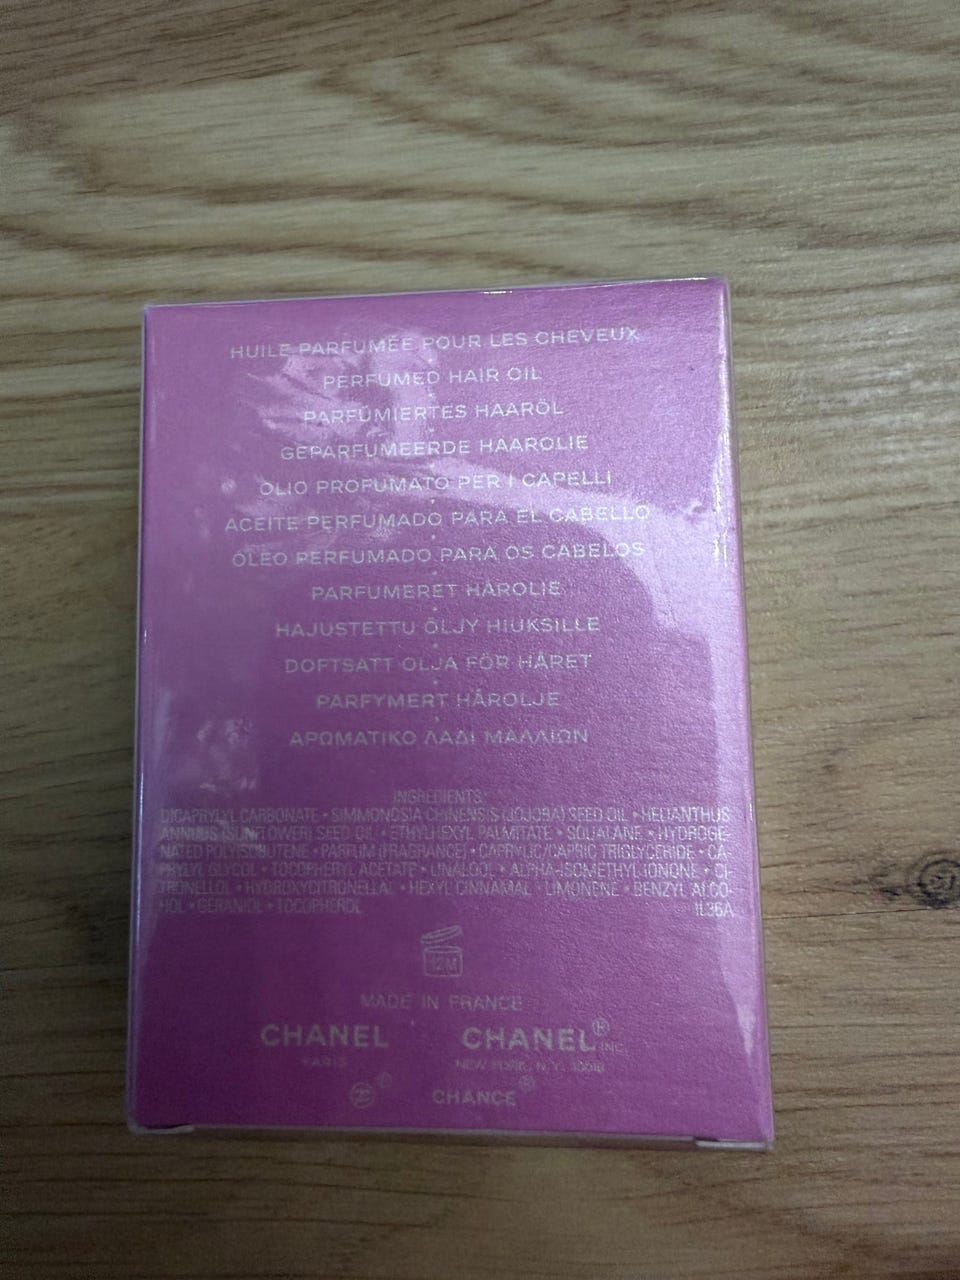 HUILE PARFUMÉE POUR LES CHEVEUX
PERFUMED HAIR OIL
PARFÜMIERTES HAARÖL
GEPARFUMEERDE HAAROLIE
OLIO PROFUMATO PER I CAPELLI
ACEITE PERFUMADO PARA EL CABELLO
ÓLEO PERFUMADO PARA OS CABELOS
PARFUMERET HÅROLIE
HAJUSTETTU ÖLJY HIUKSILLE
DOFTSATT OLJA FÖR HÅRET
PARFYMERT HÅROLJE
ΑΡΩΜΑΤΙΚΟ ΛΑΔΙ ΜΑΛΛΙΩΝ
INGREDIENTS:
DICAPRYLYL CARBONATE • SIMMONDSIA CHINENSIS (JOJOBA) SEED OIL • HELIANTHUS
ANNUUS (SUNFLOWER) SEED OIL • ETHYLHEXYL PALMITATE • SQUALANE • HYDROGE-
NATED POLYISOBUTENE • PARFUM (FRAGRANCE) • CAPRYLIC/CAPRIC TRIGLYCERIDE • CA-
PRYLYL GLYCOL • TOCOPHERYL ACETATE • LINALOOL • ALPHA-ISOMETHYL IONONE • CI-
TRONELLOL • HYDROXYCITRONELLAL • HEXYL CINNAMAL • LIMONENE • BENZYL ALCO-
HOL • GERANIOL • TOCOPHEROL IL36A
12M
MADE IN FRANCE
CHANEL CHANEL® INC.
PARIS NEW YORK, N.Y. 10019
® CHANCE®